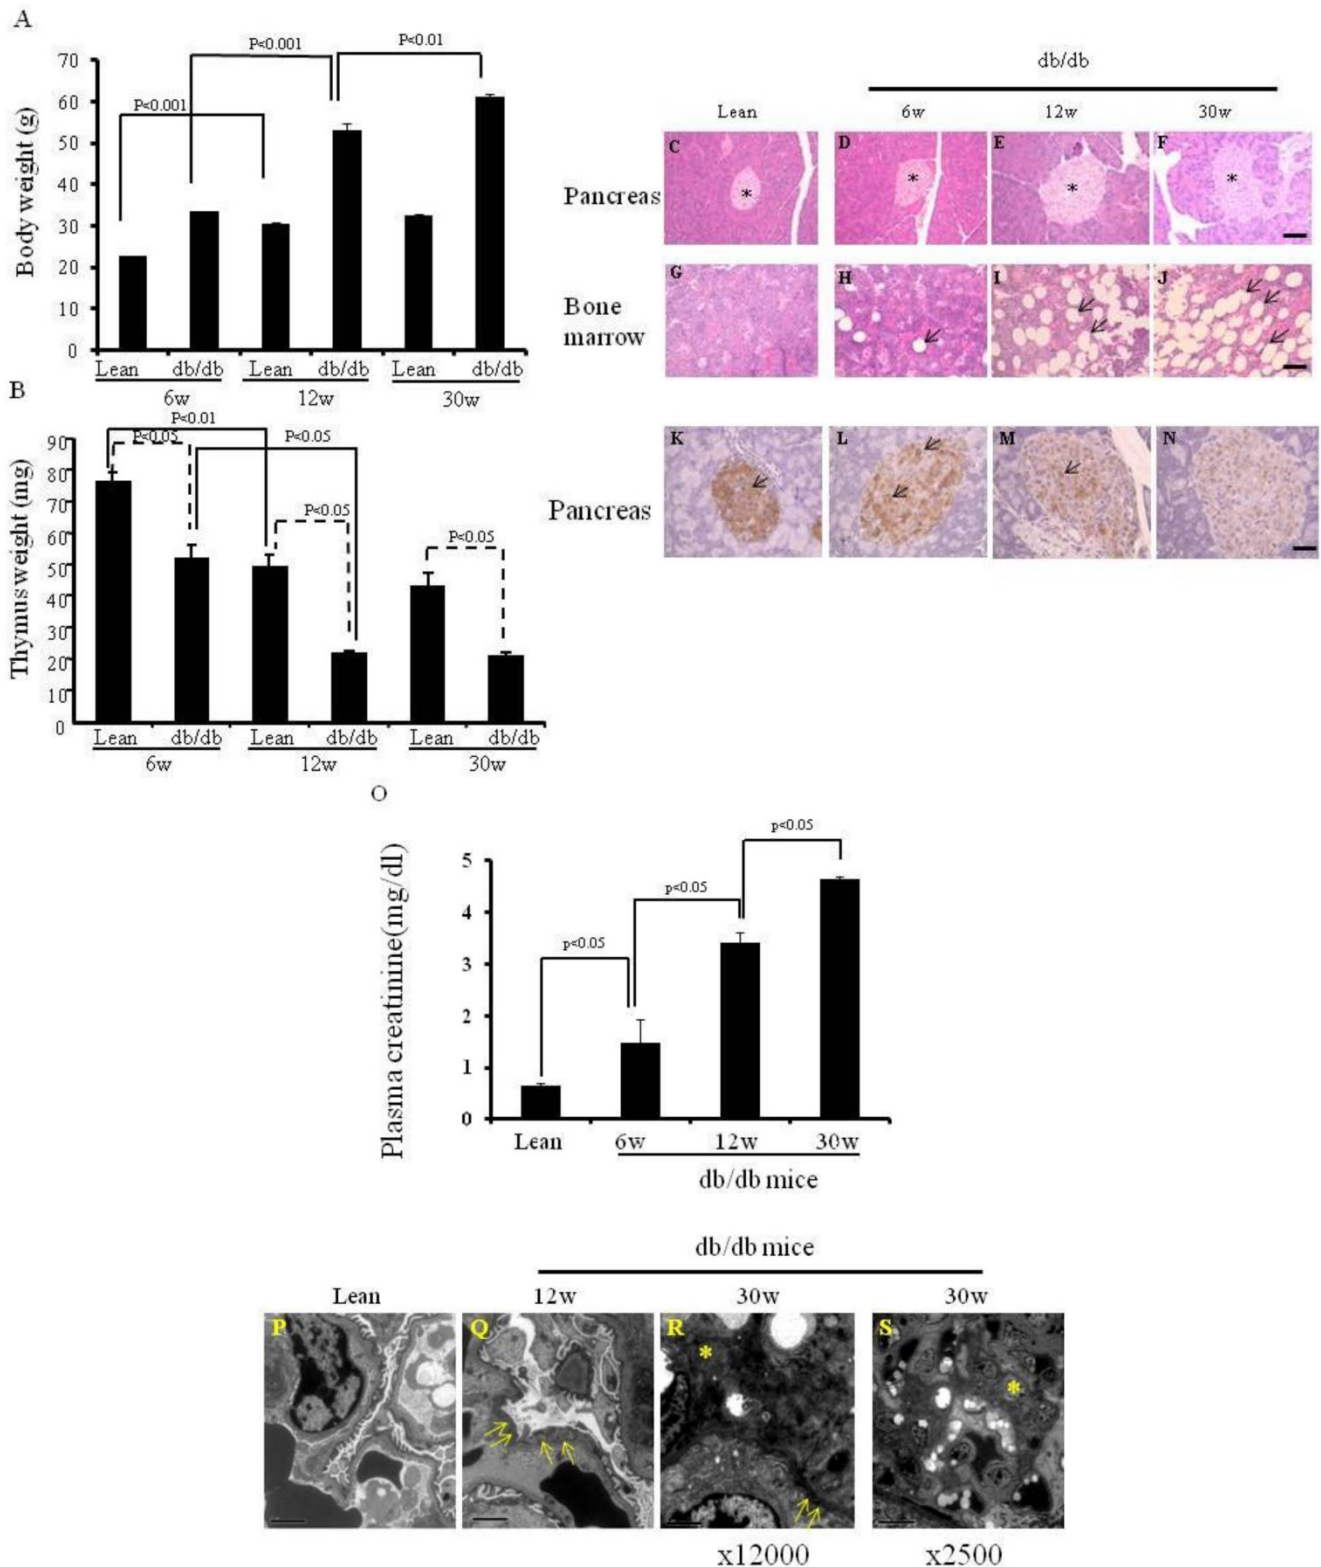 A
P<0.001
P<0.01
P<0.001
Body weight (g)
70
60
50
40
30
20
10
0
Lean db/db Lean db/db Lean db/db
6w 12w 30w
B
P<0.01
P<0.05 P<0.05
P<0.05
P<0.05
Thymus weight (mg)
90
80
70
60
50
40
30
20
10
0
Lean db/db Lean db/db Lean db/db
6w 12w 30w
db/db
Lean 6w 12w 30w
Pancreas
C D E F
* * * *
Bone
marrow
G H I J
Pancreas
K L M N
O
p<0.05
p<0.05
p<0.05
Plasma creatinine(mg/dl)
5
4
3
2
1
0
Lean 6w 12w 30w
db/db mice
db/db mice
Lean 12w 30w 30w
P Q R S
* *
x12000 x2500